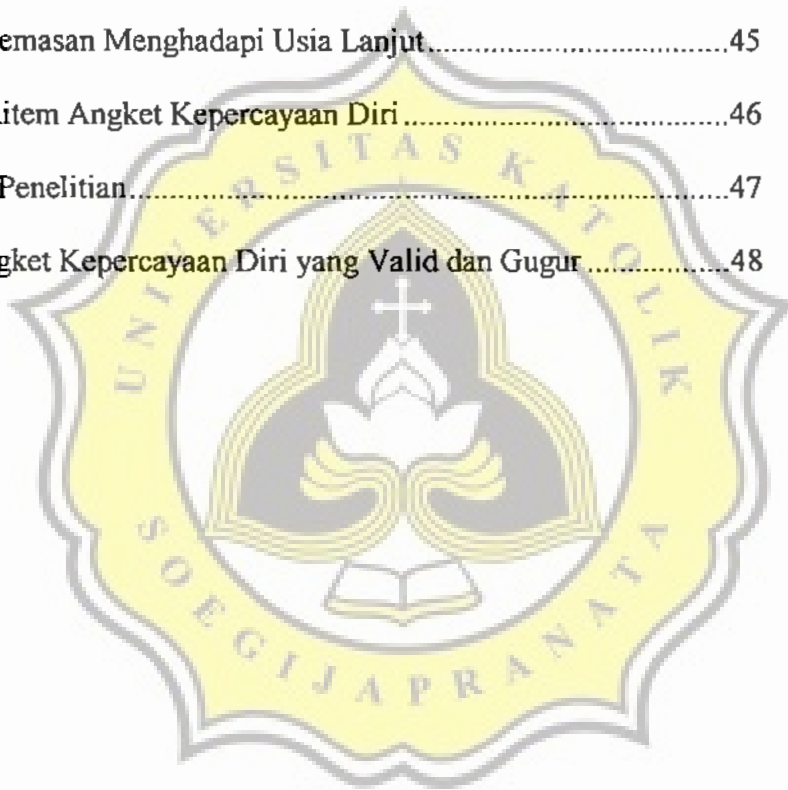 emasan Menghadapi Usia Lanjut..................................45
item Angket Kepercayaan Diri.....................................46
Penelitian....................................................................47
gket Kepercayaan Diri yang Valid dan Gugur................48
UNIVERSITAS KATOLIK
SOEGIJAPRANATA